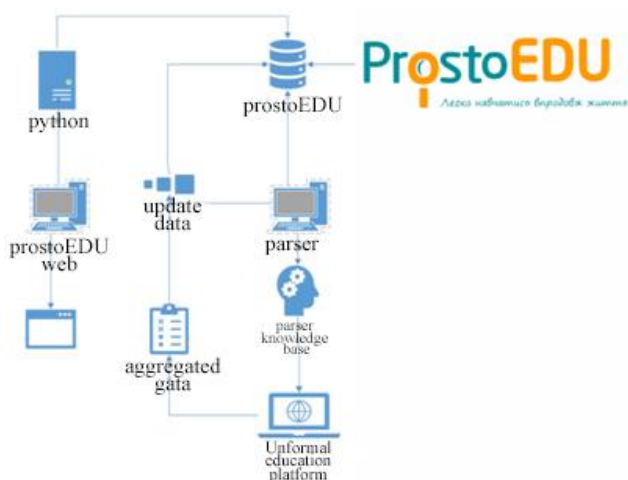 ProstoEDU
Легко навчатись впродовж життя
prostoEDU
python
update
data
parser
prostoEDU
web
parser
knowledge
base
aggregated
gata
Unformal
education
platform